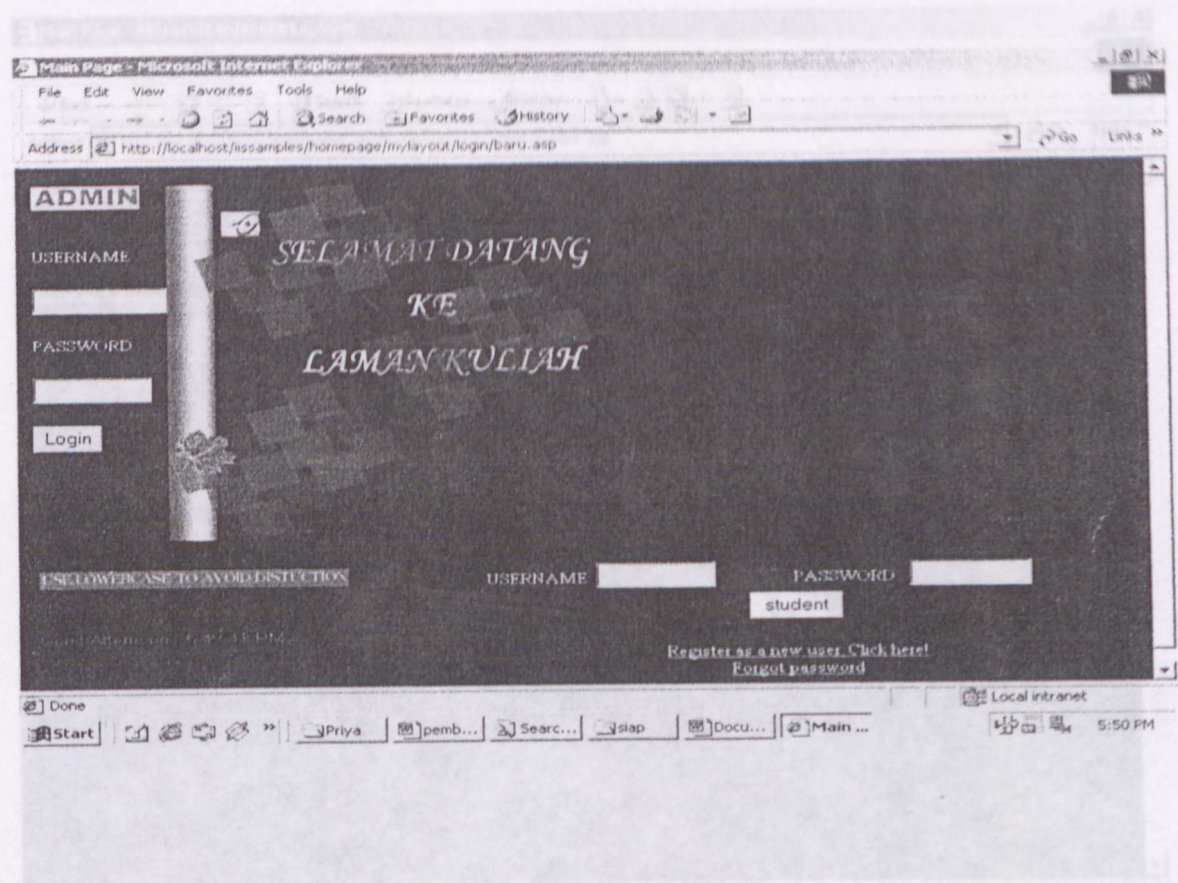 Main Page - Microsoft Internet Explorer
File Edit View Favorites Tools Help
Search Favorites History
Address http://localhost/iissamples/homepage/mylayout/login/baru.asp Go Links »
ADMIN
USERNAME
PASSWORD
Login
SELAMAT DATANG
KE
LAMAN KULIAH
USE LOWERCASE TO AVOID DISTUCTION
USERNAME PASSWORD
student
PM
Register as a new user Click here!
Forgot password
Done Local intranet
Start » Priya pemb... Searc... siap Docu... Main ... 5:50 PM